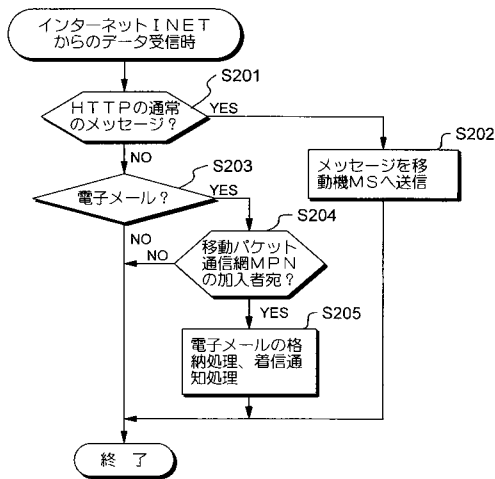 インターネットＩＮＥＴ
からのデータ受信時
S201
ＨＴＴＰの通常
のメッセージ？
YES
NO
S202
メッセージを移
動機ＭＳへ送信
S203
電子メール？
YES
NO
S204
移動パケット
通信網ＭＰＮ
の加入者宛？
NO
YES
S205
電子メールの格
納処理、着信通
知処理
終 了